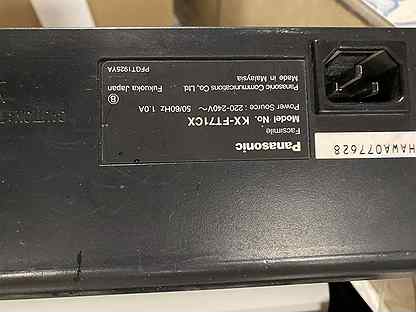 Panasonic
Facsimile
Model No. KX-FT71CX
Power Source : 220-240V~ 50/60Hz 1.0A
Panasonic Communications Co., Ltd. Fukuoka Japan
Made in Malaysia PFGT1925YA
HAWA077628